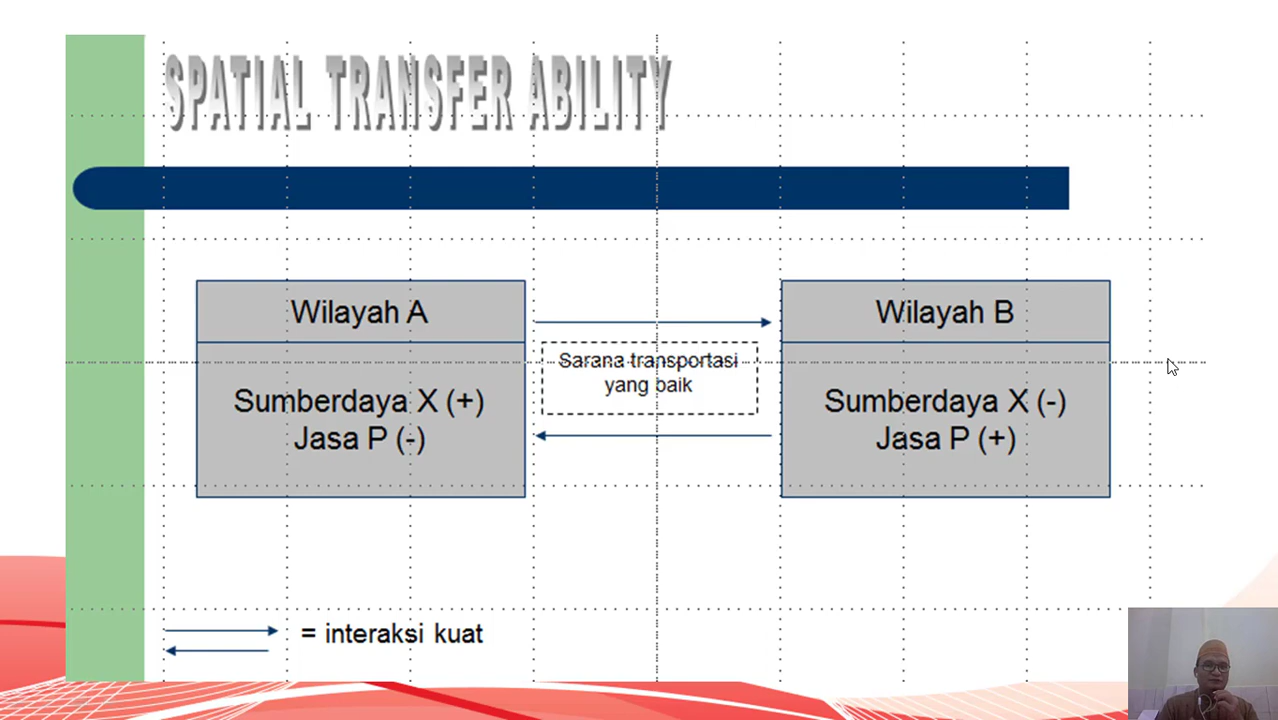 SPATIAL TRANSFER ABILITY
Wilayah A
Sumberdaya X (+)
Jasa P (-)
Sarana transportasi
yang baik
Wilayah B
Sumberdaya X (-)
Jasa P (+)
= interaksi kuat